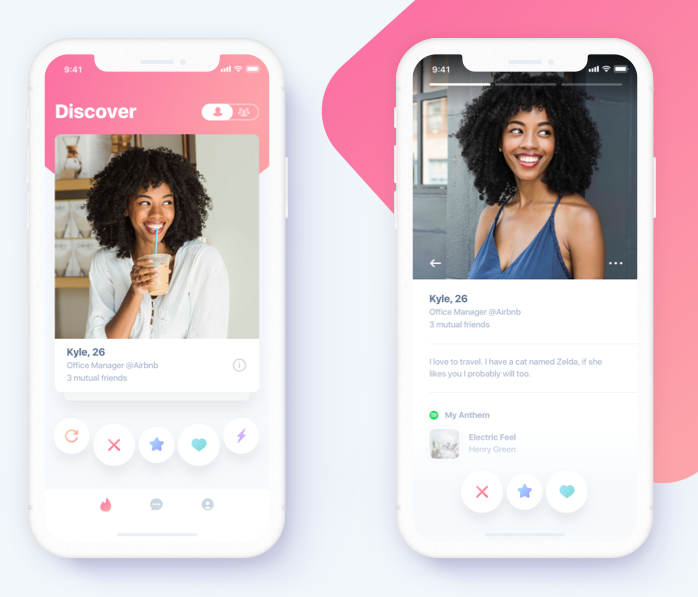 9:41
Discover
Kyle, 26
Office Manager @Airbnb
3 mutual friends
9:41
Kyle, 26
Office Manager @Airbnb
3 mutual friends
I love to travel. I have a cat named Zelda, if she
likes you I probably will too.
My Anthem
Electric Feel
Henry Green